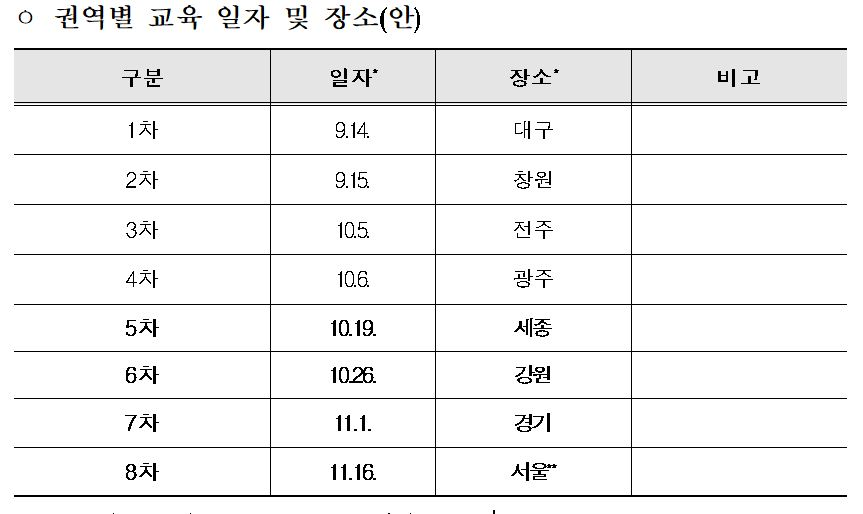 ○ 권역별 교육 일자 및 장소(안)
구분 일자* 장소* 비고
1차 9.14. 대구
2차 9.15. 창원
3차 10.5. 전주
4차 10.6. 광주
5차 10.19. 세종
6차 10.26. 강원
7차 11.1. 경기
8차 11.16. 서울**